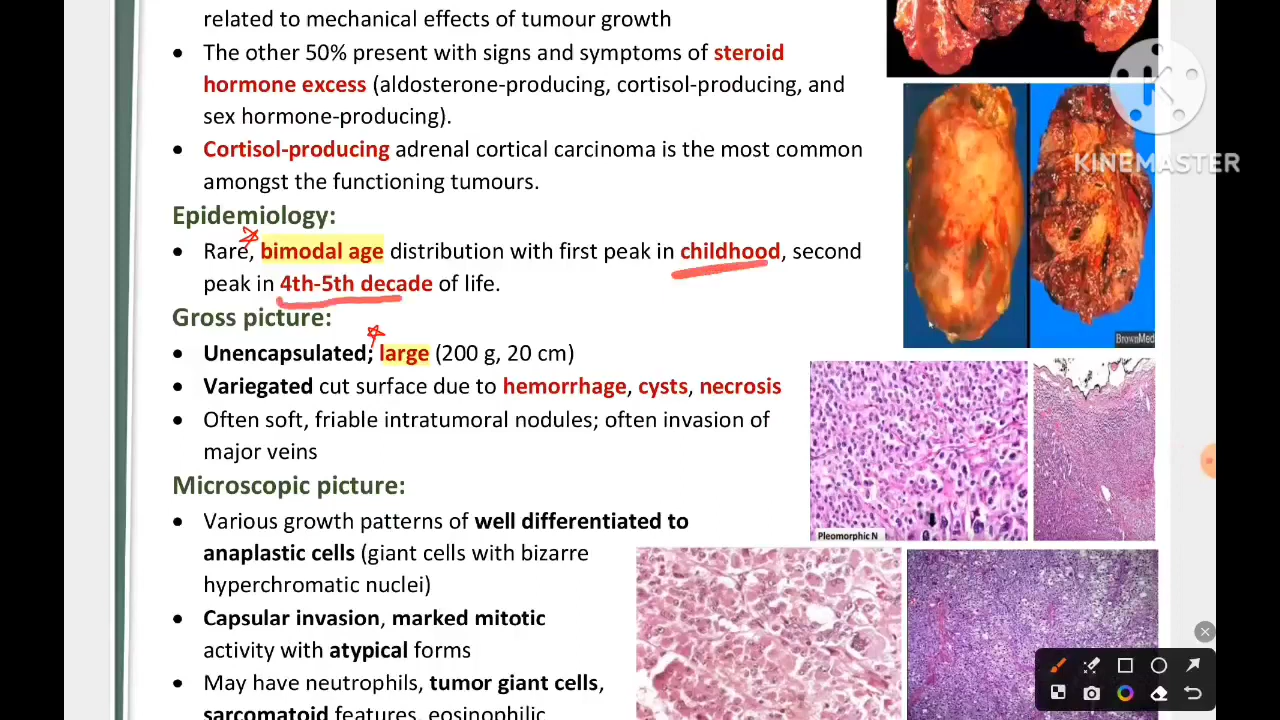 related to mechanical effects of tumour growth
• The other 50% present with signs and symptoms of steroid
hormone excess (aldosterone-producing, cortisol-producing, and
sex hormone-producing).
• Cortisol-producing adrenal cortical carcinoma is the most common
amongst the functioning tumours.
Epidemiology:
• Rare, bimodal age distribution with first peak in childhood, second
peak in 4th-5th decade of life.
Gross picture:
• Unencapsulated; large (200 g, 20 cm)
• Variegated cut surface due to hemorrhage, cysts, necrosis
• Often soft, friable intratumoral nodules; often invasion of
major veins
Microscopic picture:
• Various growth patterns of well differentiated to
anaplastic cells (giant cells with bizarre
hyperchromatic nuclei)
• Capsular invasion, marked mitotic
activity with atypical forms
• May have neutrophils, tumor giant cells,
sarcomatoid features, eosinophilic
KINEMASTER
BrownMed
Pleomorphic N